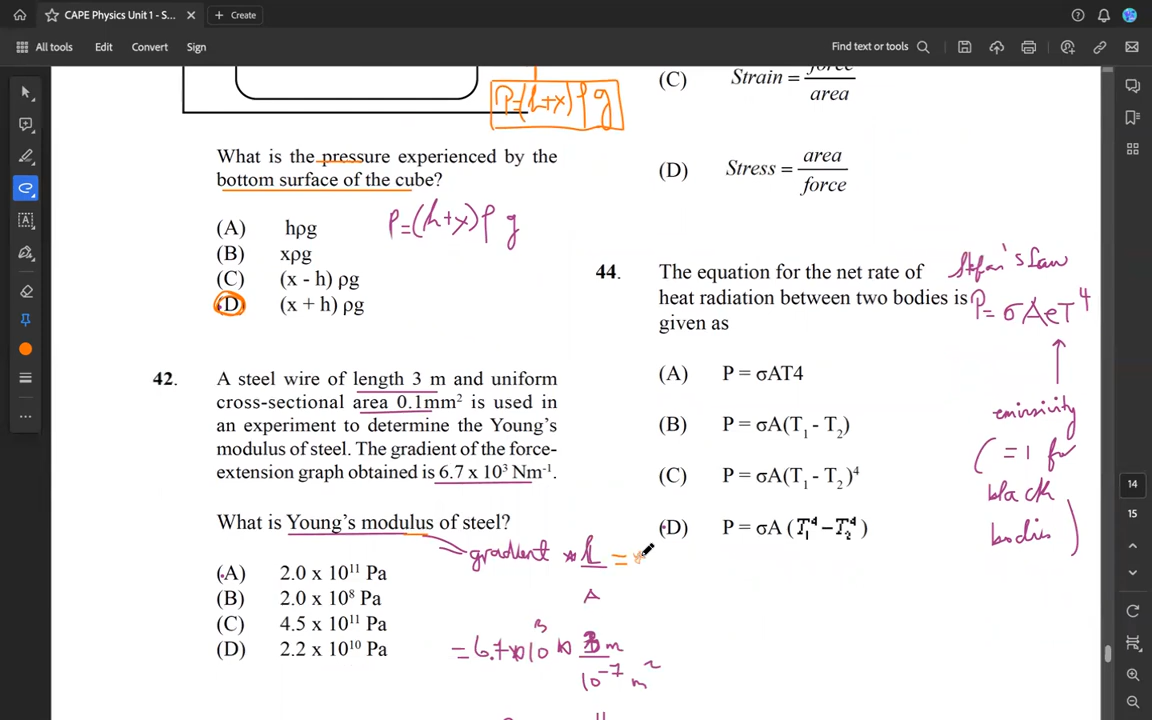 CAPE Physics Unit 1 - S...
Create
All tools
Edit
Convert
Sign
Find text or tools
P=(h+x)ρg
What is the pressure experienced by the
bottom surface of the cube?
(A) hρg
(B) xρg
(C) (x - h) ρg
(D) (x + h) ρg
P=(h+x)ρg
42. A steel wire of length 3 m and uniform
cross-sectional area 0.1mm² is used in
an experiment to determine the Young's
modulus of steel. The gradient of the force-
extension graph obtained is 6.7 x 10³ Nm⁻¹.
What is Young's modulus of steel?
(A) 2.0 x 10¹¹ Pa
(B) 2.0 x 10⁸ Pa
(C) 4.5 x 10¹¹ Pa
(D) 2.2 x 10¹⁰ Pa
gradient × L =
A
= 6.7×10³ × 3m
10⁻⁷ m²
(C) Strain = force
area
(D) Stress = area
force
44. The equation for the net rate of
heat radiation between two bodies is
given as
(A) P = σAT4
(B) P = σA(T₁ - T₂)
(C) P = σA(T₁ - T₂)⁴
(D) P = σA (T₁⁴ – T₂⁴)
Stefan's Law
P= σAeT⁴
emissivity
(=1 for
black
bodies)
14
15